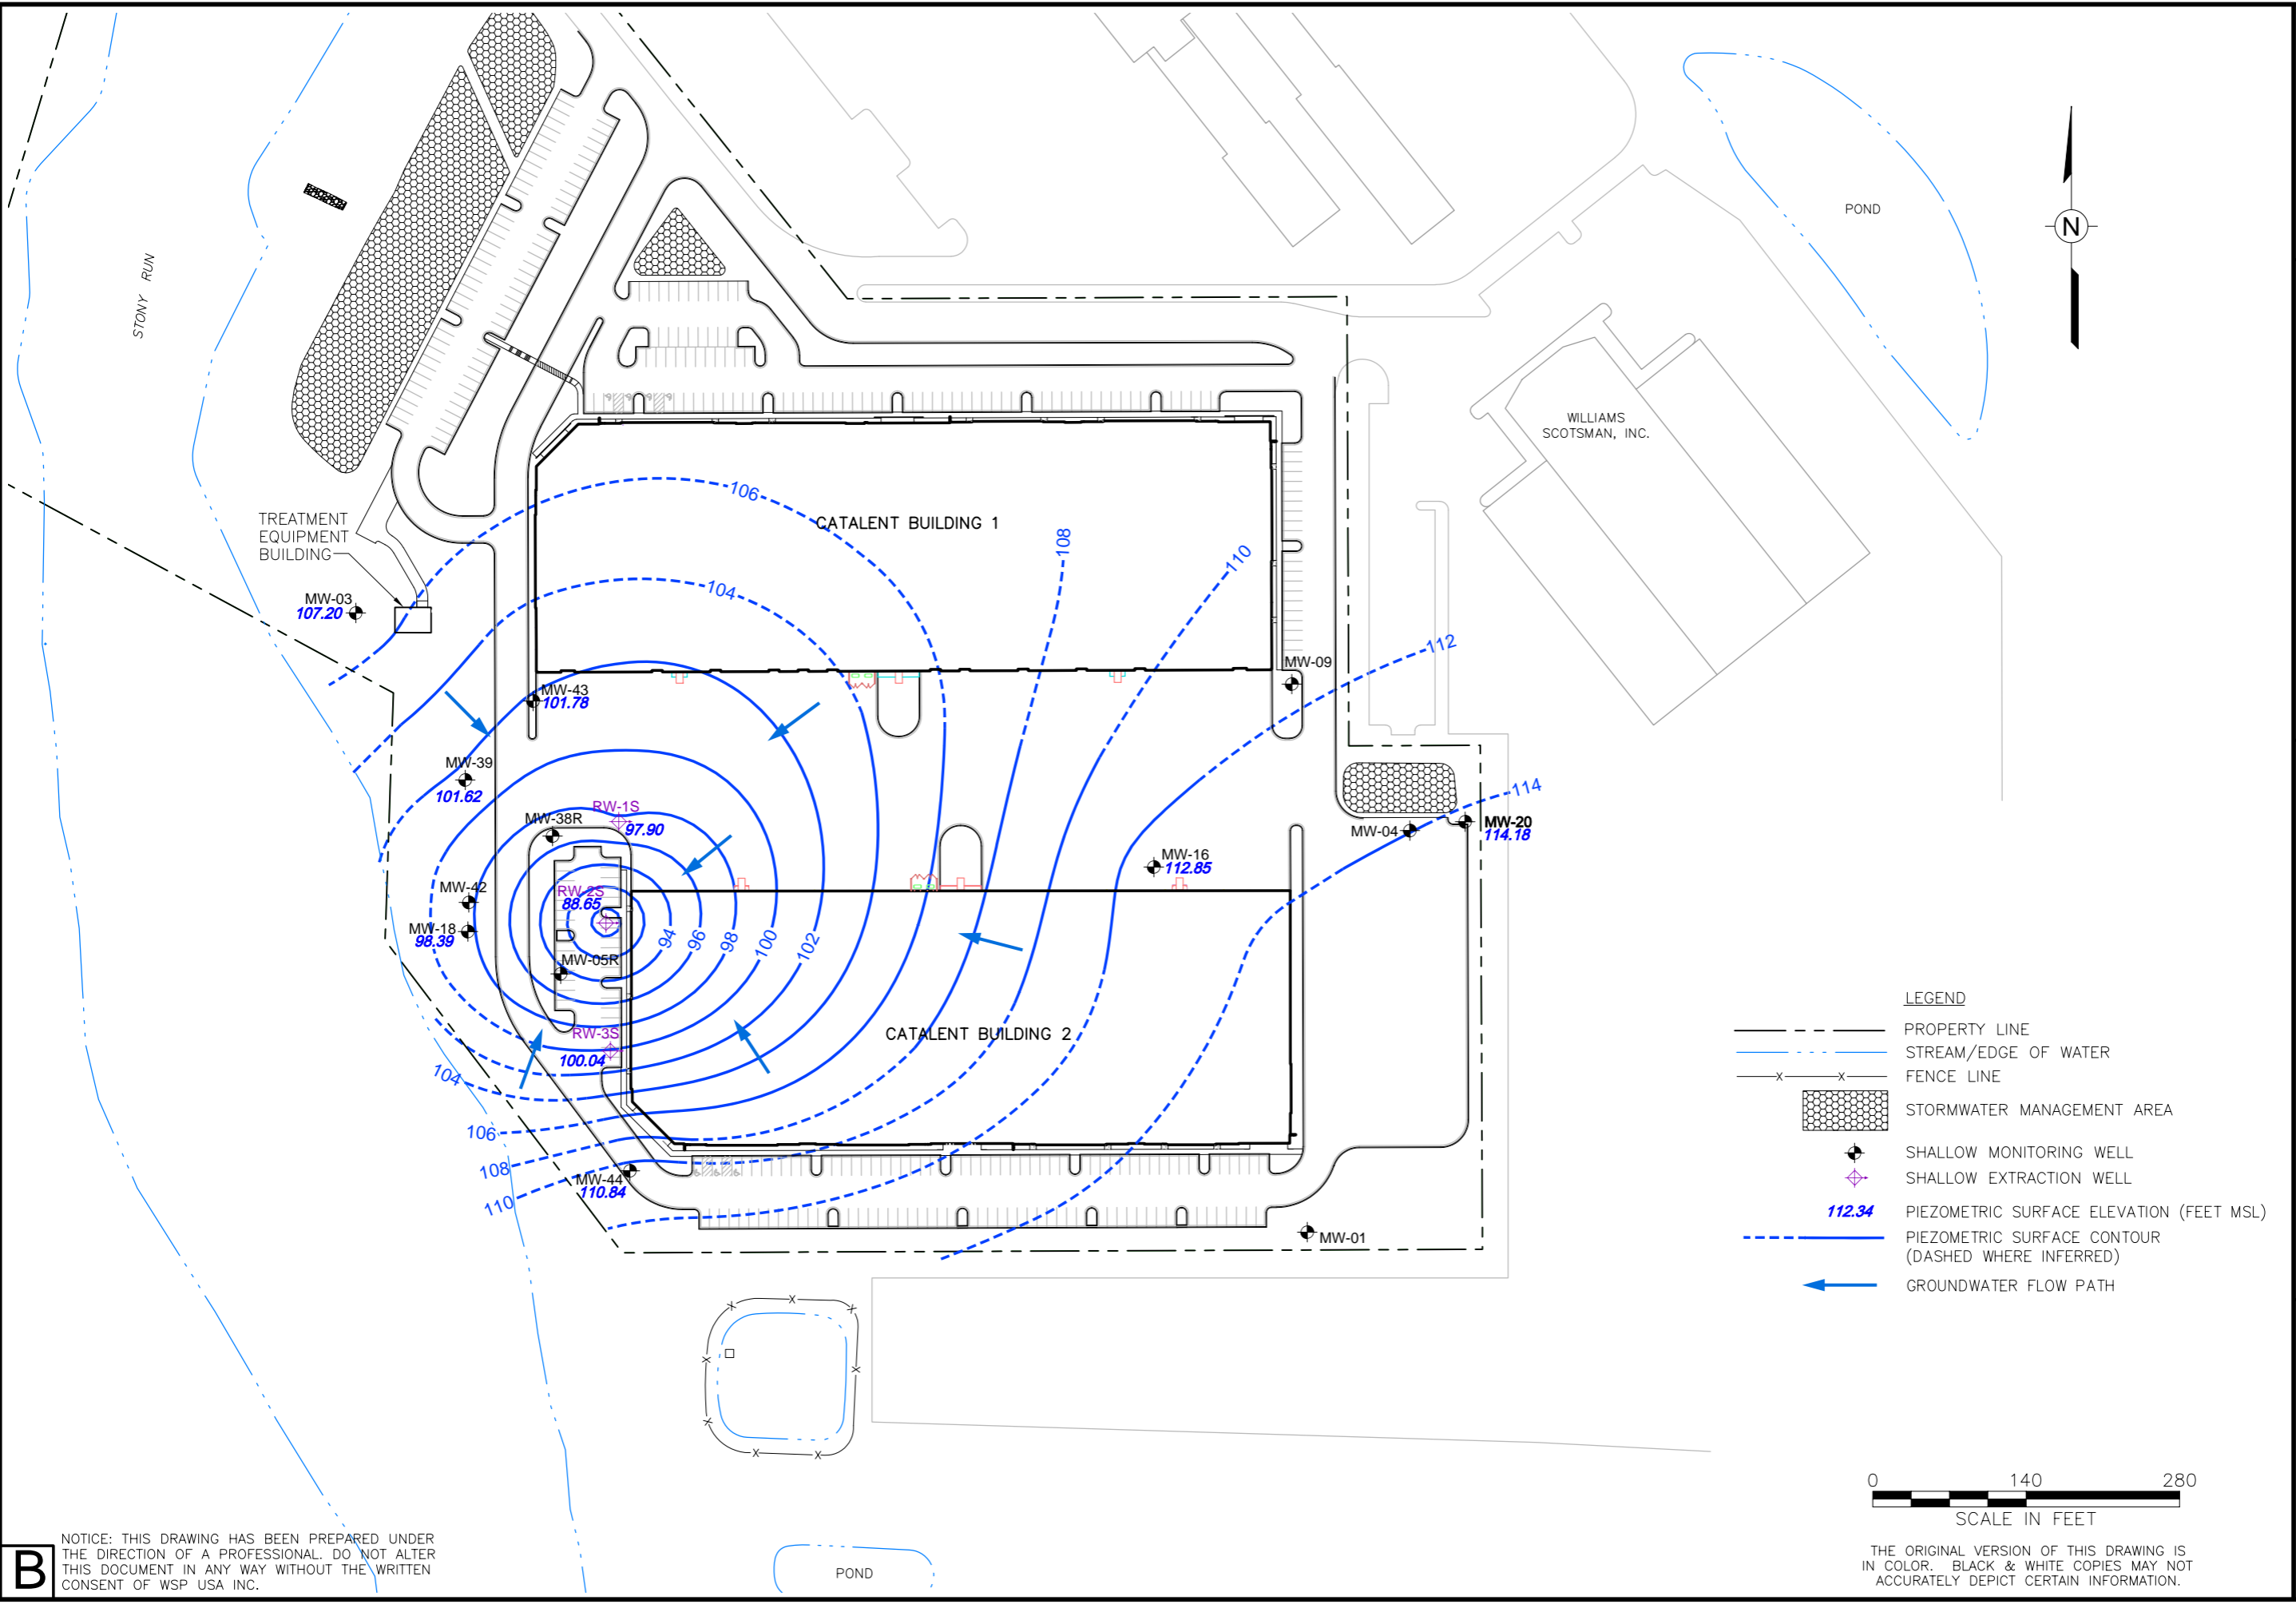 STONY RUN
POND
N
WILLIAMS
SCOTSMAN, INC.
106
CATALENT BUILDING 1
108
110
TREATMENT
EQUIPMENT
BUILDING
104
MW-03
107.20
112
MW-09
MW-43
101.78
MW-39
101.62
114
RW-1S
97.90
MW-38R
MW-04
MW-20
114.18
MW-16
112.85
MW-42
RW-2S
88.65
MW-18
98.39
94
96
98
100
102
MW-05R
CATALENT BUILDING 2
RW-3S
100.04
104
106
108
MW-44
110.84
110
MW-01
LEGEND
PROPERTY LINE
STREAM/EDGE OF WATER
X X FENCE LINE
STORMWATER MANAGEMENT AREA
SHALLOW MONITORING WELL
SHALLOW EXTRACTION WELL
112.34 PIEZOMETRIC SURFACE ELEVATION (FEET MSL)
PIEZOMETRIC SURFACE CONTOUR
(DASHED WHERE INFERRED)
GROUNDWATER FLOW PATH
X X X
X X
X X X
0 140 280
SCALE IN FEET
THE ORIGINAL VERSION OF THIS DRAWING IS
IN COLOR. BLACK & WHITE COPIES MAY NOT
ACCURATELY DEPICT CERTAIN INFORMATION.
POND
B
NOTICE: THIS DRAWING HAS BEEN PREPARED UNDER
THE DIRECTION OF A PROFESSIONAL. DO NOT ALTER
THIS DOCUMENT IN ANY WAY WITHOUT THE WRITTEN
CONSENT OF WSP USA INC.